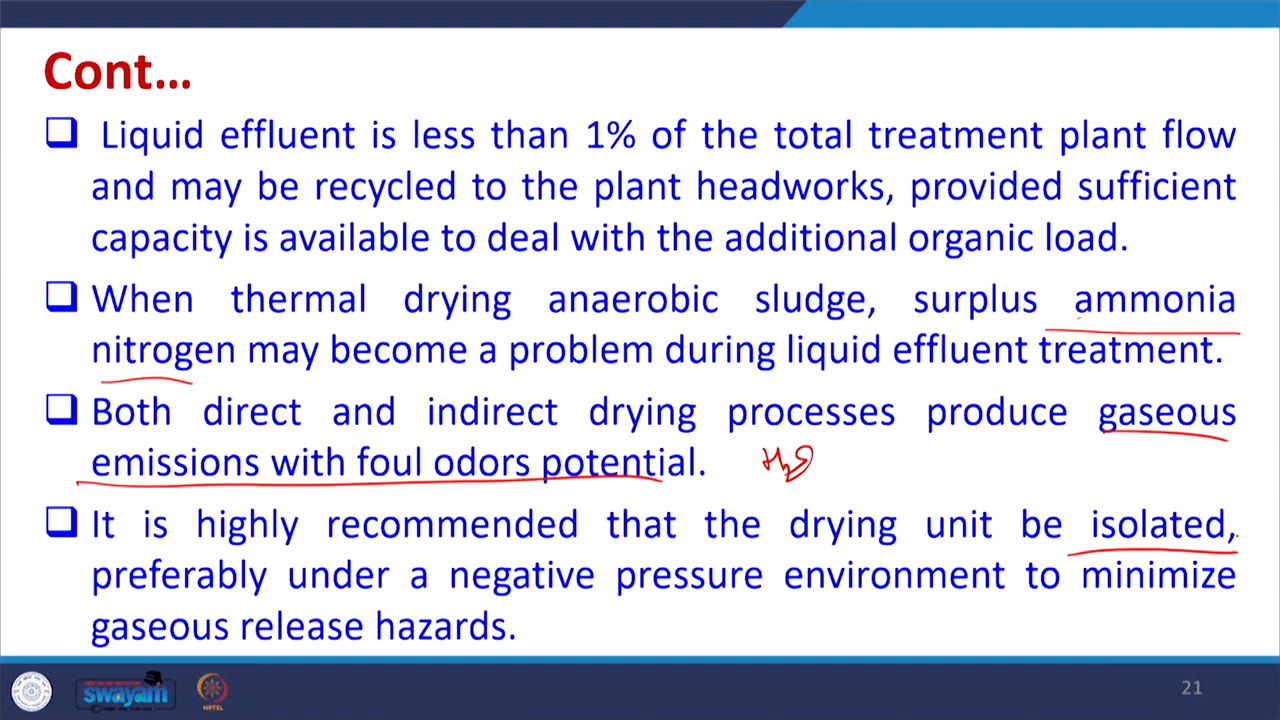 Cont...
❑ Liquid effluent is less than 1% of the total treatment plant flow
and may be recycled to the plant headworks, provided sufficient
capacity is available to deal with the additional organic load.
❑ When thermal drying anaerobic sludge, surplus ammonia
nitrogen may become a problem during liquid effluent treatment.
❑ Both direct and indirect drying processes produce gaseous
emissions with foul odors potential. H₂S
❑ It is highly recommended that the drying unit be isolated,
preferably under a negative pressure environment to minimize
gaseous release hazards.
swayam
NPTEL
21